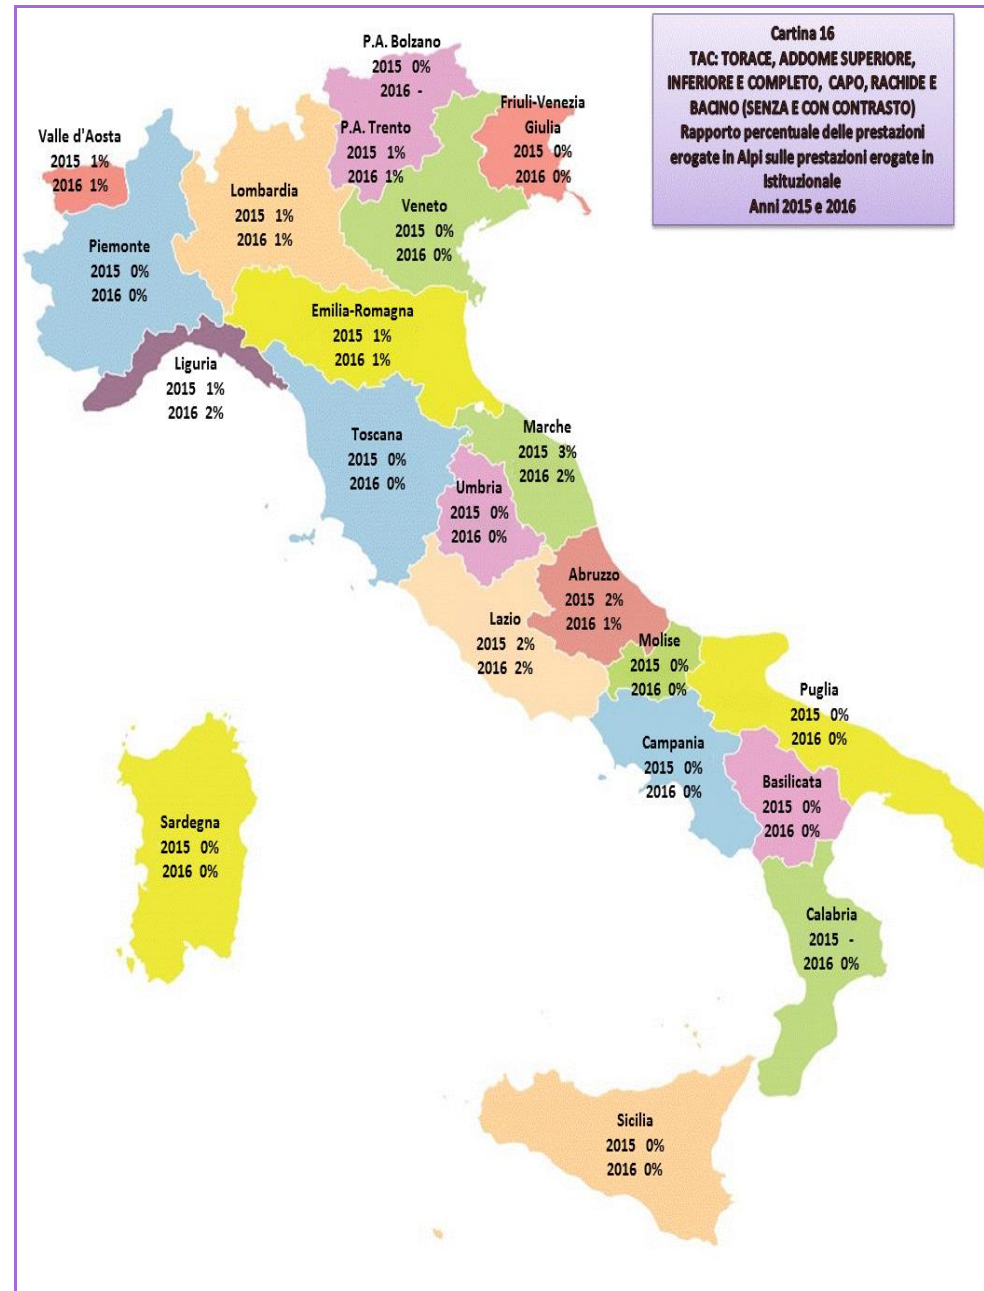 Cartina 16
TAC: TORACE, ADDOME SUPERIORE,
INFERIORE E COMPLETO, CAPO, RACHIDE E
BACINO (SENZA E CON CONTRASTO)
Rapporto percentuale delle prestazioni
erogate in Alpi sulle prestazioni erogate in
Istituzionale
Anni 2015 e 2016
P.A. Bolzano
2015 0%
2016 -
Friuli-Venezia
Giulia
2015 0%
2016 0%
P.A. Trento
2015 1%
2016 1%
Valle d'Aosta
2015 1%
2016 1%
Lombardia
2015 1%
2016 1%
Veneto
2015 0%
2016 0%
Piemonte
2015 0%
2016 0%
Emilia-Romagna
2015 1%
2016 1%
Liguria
2015 1%
2016 2%
Toscana
2015 0%
2016 0%
Marche
2015 3%
2016 2%
Umbria
2015 0%
2016 0%
Abruzzo
2015 2%
2016 1%
Lazio
2015 2%
2016 2%
Molise
2015 0%
2016 0%
Puglia
2015 0%
2016 0%
Campania
2015 0%
2016 0%
Basilicata
2015 0%
2016 0%
Sardegna
2015 0%
2016 0%
Calabria
2015 -
2016 0%
Sicilia
2015 0%
2016 0%